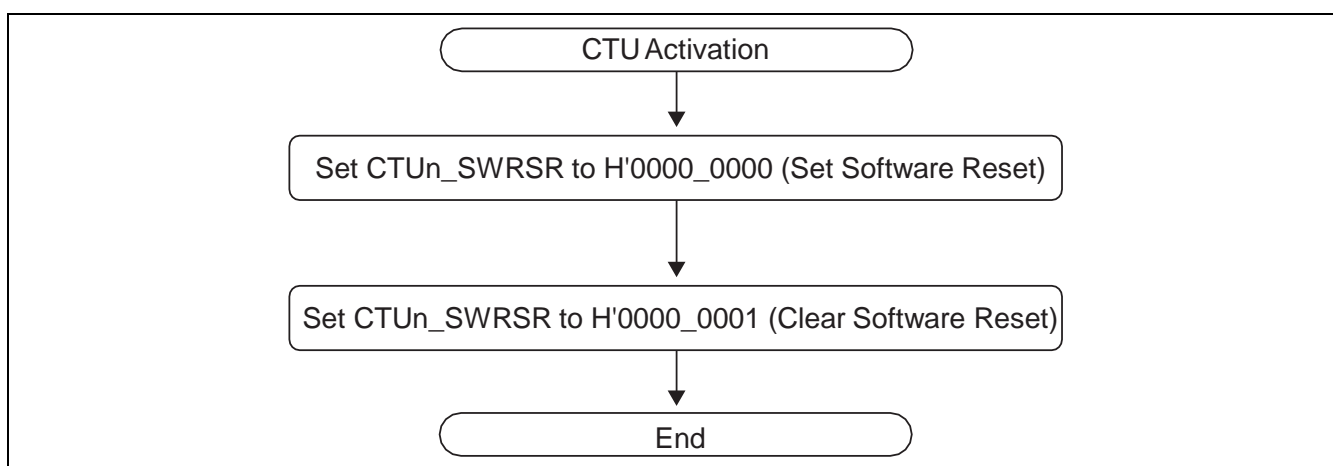 CTU Activation
Set CTUn_SWRSR to H'0000_0000 (Set Software Reset)
Set CTUn_SWRSR to H'0000_0001 (Clear Software Reset)
End